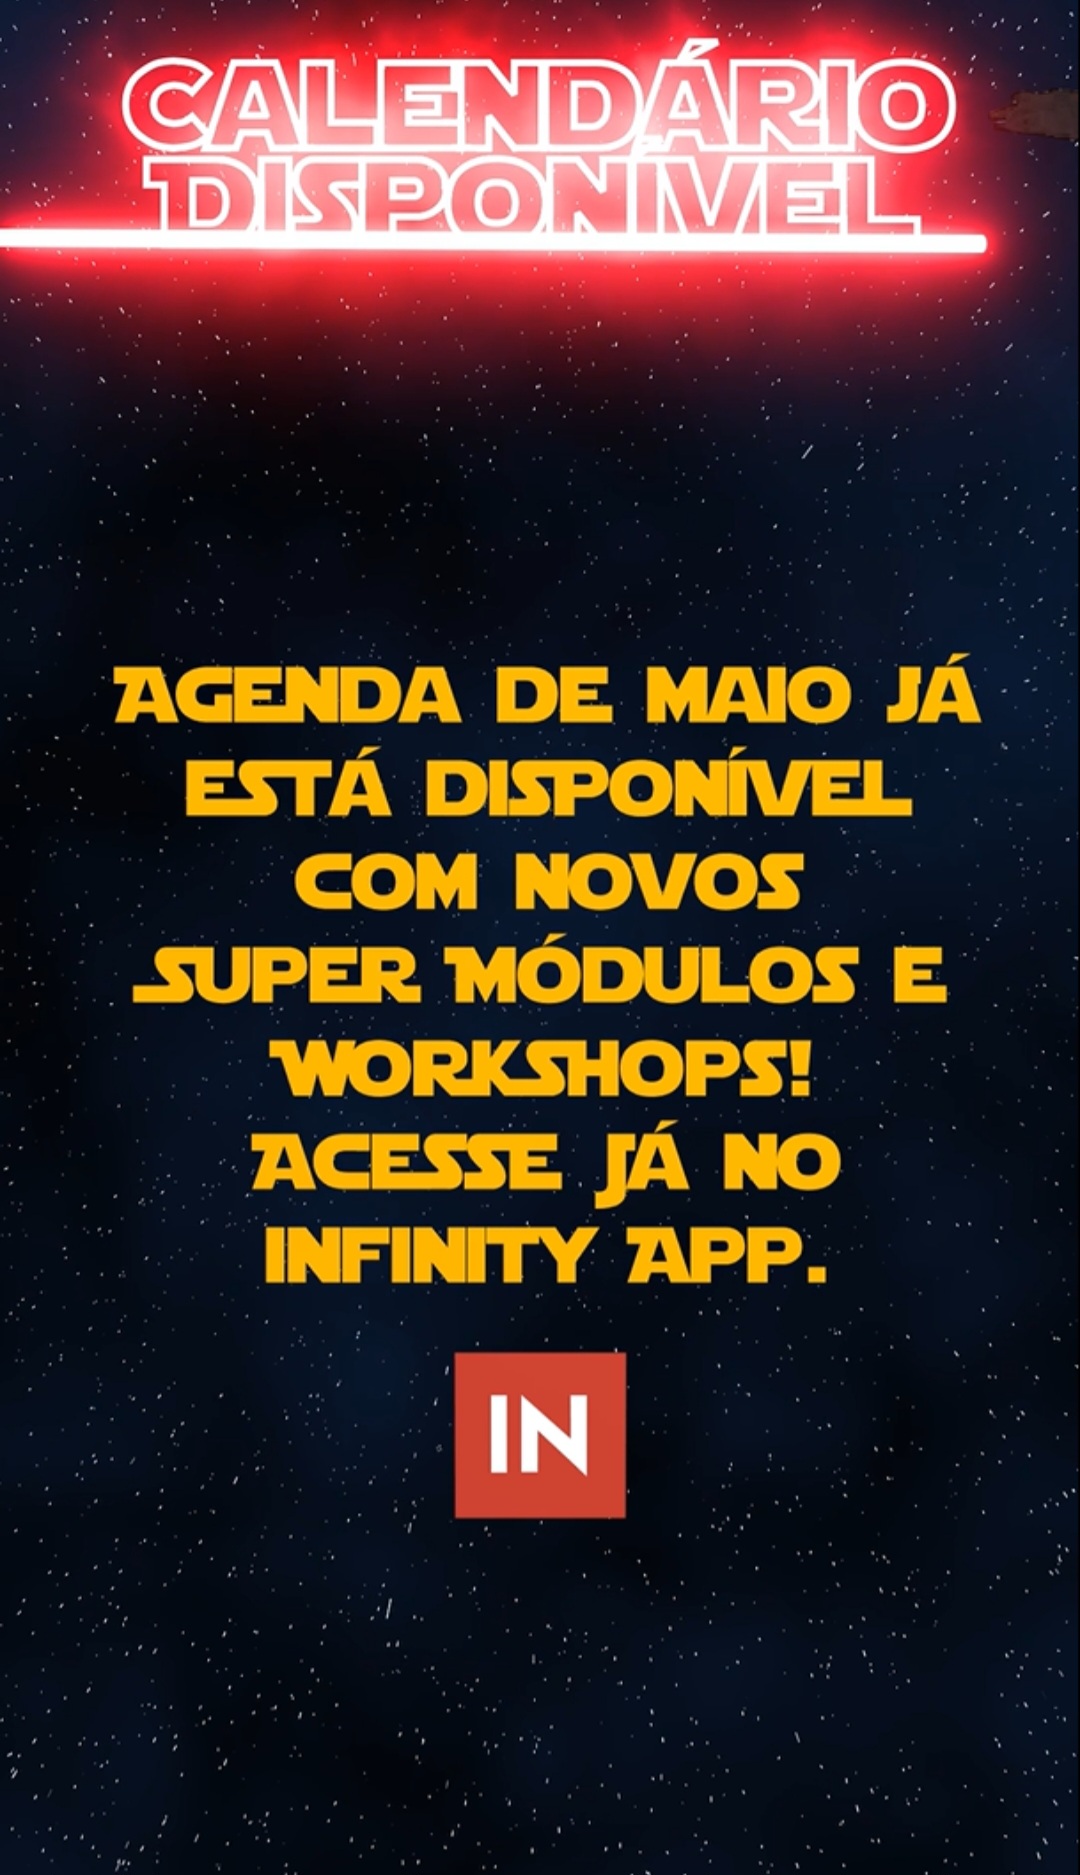 CALENDÁRIO
DISPONÍVEL
AGENDA DE MAIO JÁ
ESTÁ DISPONÍVEL
COM NOVOS
SUPER MÓDULOS E
WORKSHOPS!
ACESSE JÁ NO
INFINITY APP.
IN